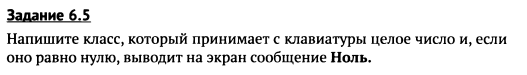 Задание 6.5
Напишите класс, который принимает с клавиатуры целое число и, если
оно равно нулю, выводит на экран сообщение Ноль.